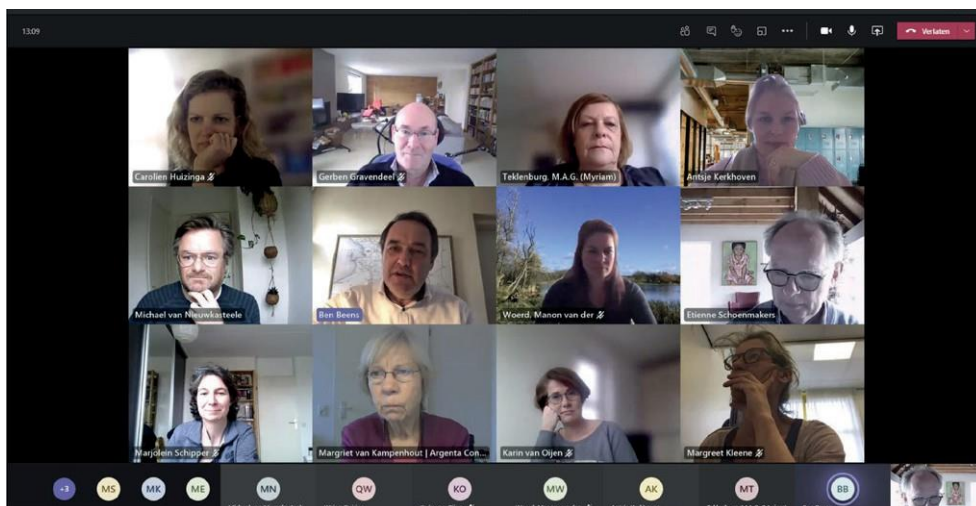 13:09
Verlaten
Carolien Huizinga
Gerben Gravendeel
Teklenburg, M.A.G. (Myriam)
Antsje Kerkhoven
Michael van Nieuwkasteele
Ben Beens
Woerd, Manon van der
Etienne Schoenmakers
Marjolein Schipper
Margriet van Kampenhout | Argenta Con...
Karin van Oijen
Margreet Kleene
+3
MS
MK
ME
MN
QW
KO
MW
AK
MT
BB